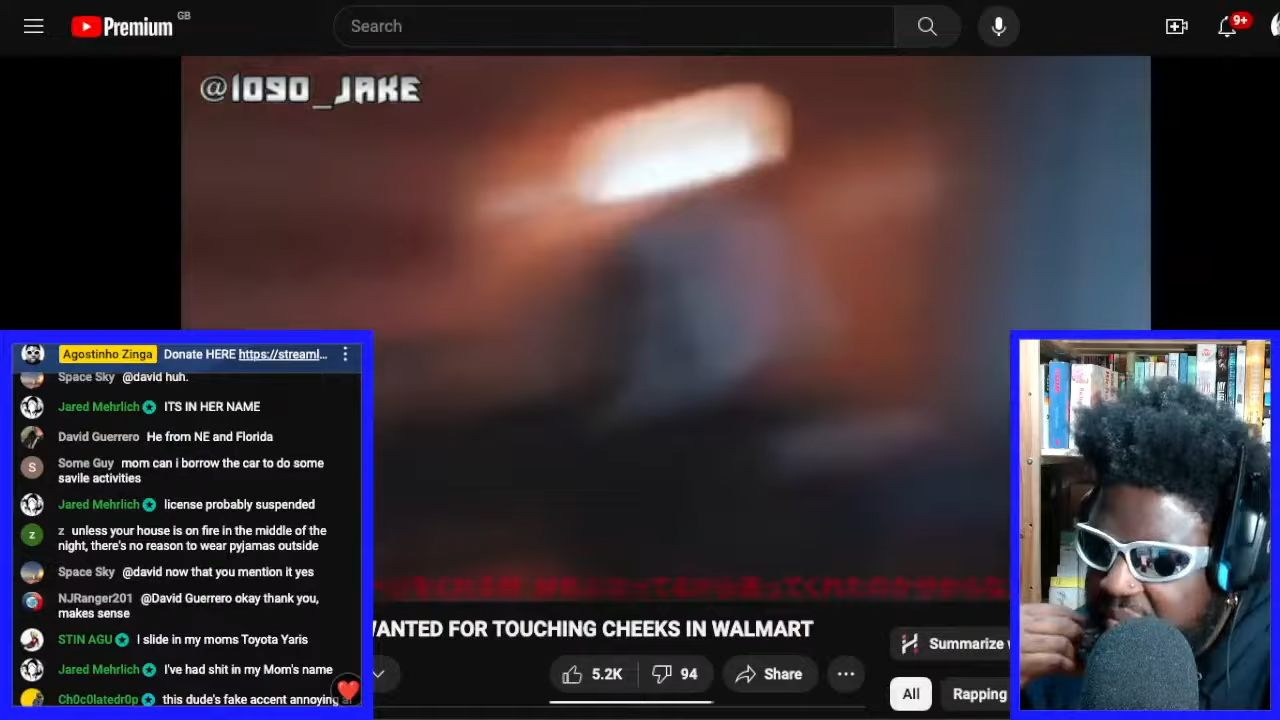 Premium GB
Search
9+
@1090_JAKE
Agostinho Zinga Donate HERE https://streaml...
Space Sky @david huh.
Jared Mehrlich ITS IN HER NAME
David Guerrero He from NE and Florida
S Some Guy mom can i borrow the car to do some
savile activities
Jared Mehrlich license probably suspended
z z unless your house is on fire in the middle of the
night, there's no reason to wear pyjamas outside
Space Sky @david now that you mention it yes
NJRanger201 @David Guerrero okay thank you,
makes sense
STIN AGU I slide in my moms Toyota Yaris
Jared Mehrlich I've had shit in my Mom's name
Ch0c0latedr0p this dude's fake accent annoying
WANTED FOR TOUCHING CHEEKS IN WALMART
5.2K 94 Share
Summarize
All Rapping